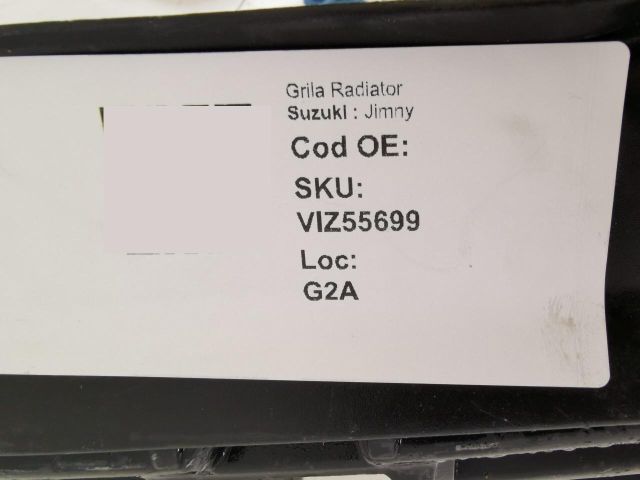 Grila Radiator
Suzuki : Jimny
Cod OE:
SKU:
VIZ55699
Loc:
G2A